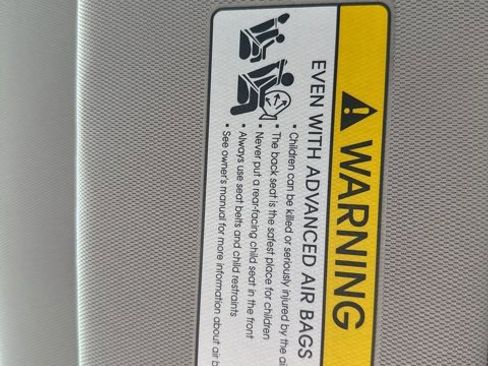 WARNING
EVEN WITH ADVANCED AIR BAGS
• Children can be killed or seriously injured by the
• The back seat is the safest place for children
• Never put a rear-facing child seat in the front
• Always use seat belts and child restraints
• See owner's manual for more information about air